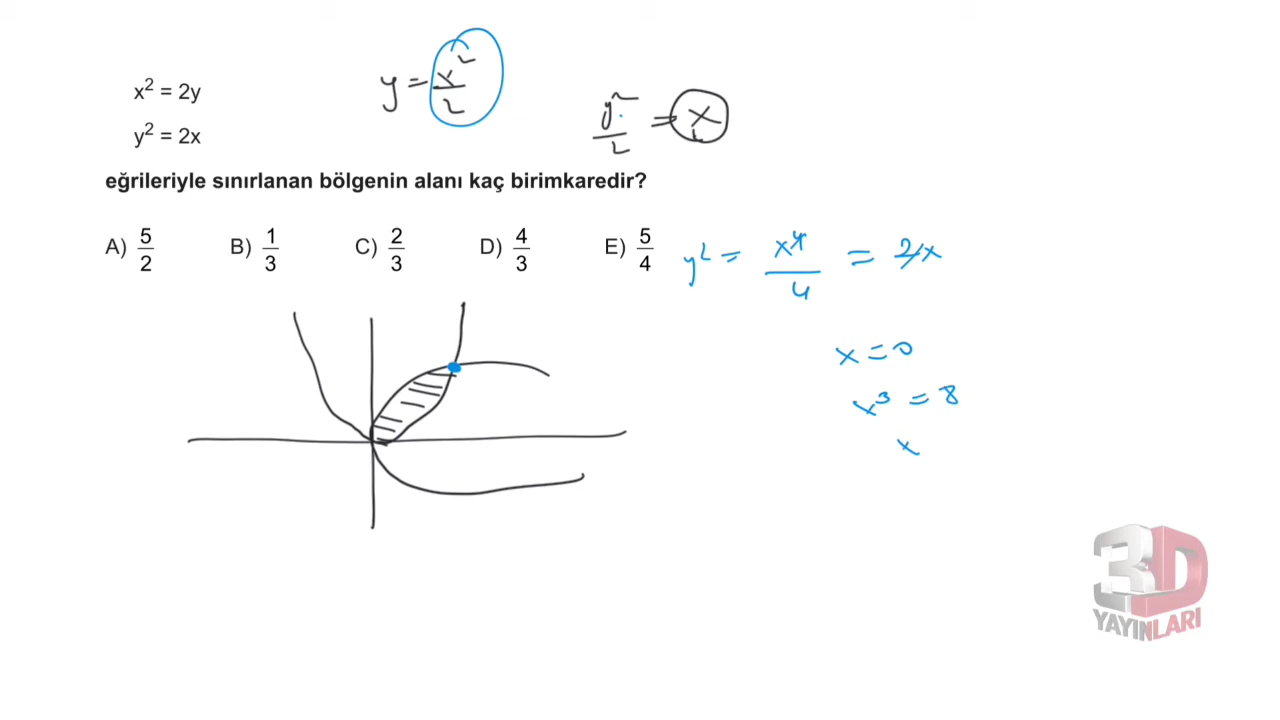 x² = 2y
y² = 2x
y = x²/2
y²/2 = x
eğrileriyle sınırlanan bölgenin alanı kaç birimkaredir?
A) 5/2 B) 1/3 C) 2/3 D) 4/3 E) 5/4
y² = x⁴/4 = 2x
x = 0
x³ = 8
x
3D
YAYINLARI